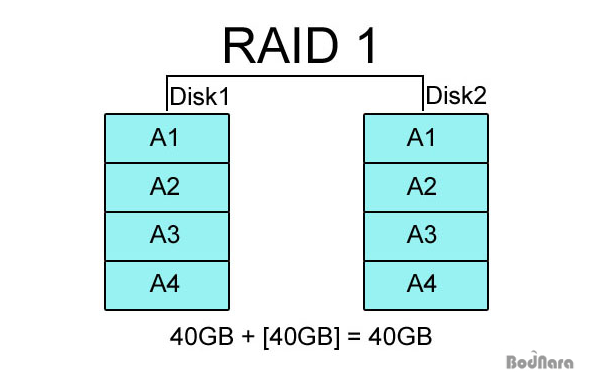 RAID 1
Disk1
Disk2
A1
A1
A2
A2
A3
A3
A4
A4
40GB + [40GB] = 40GB
BodNara